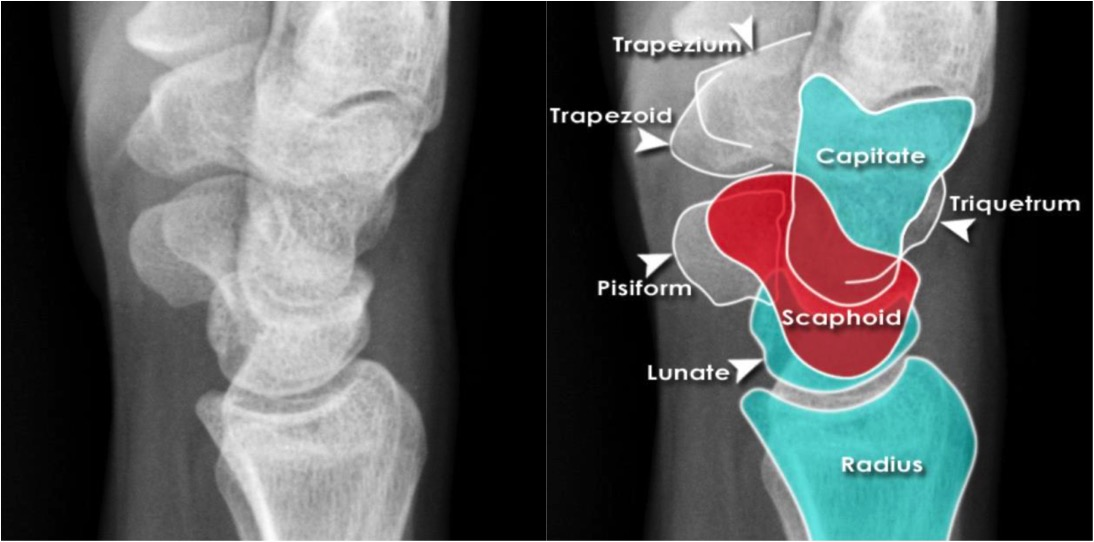 Trapezium
Trapezoid
Capitate
Triquetrum
Pisiform
Scaphoid
Lunate
Radius